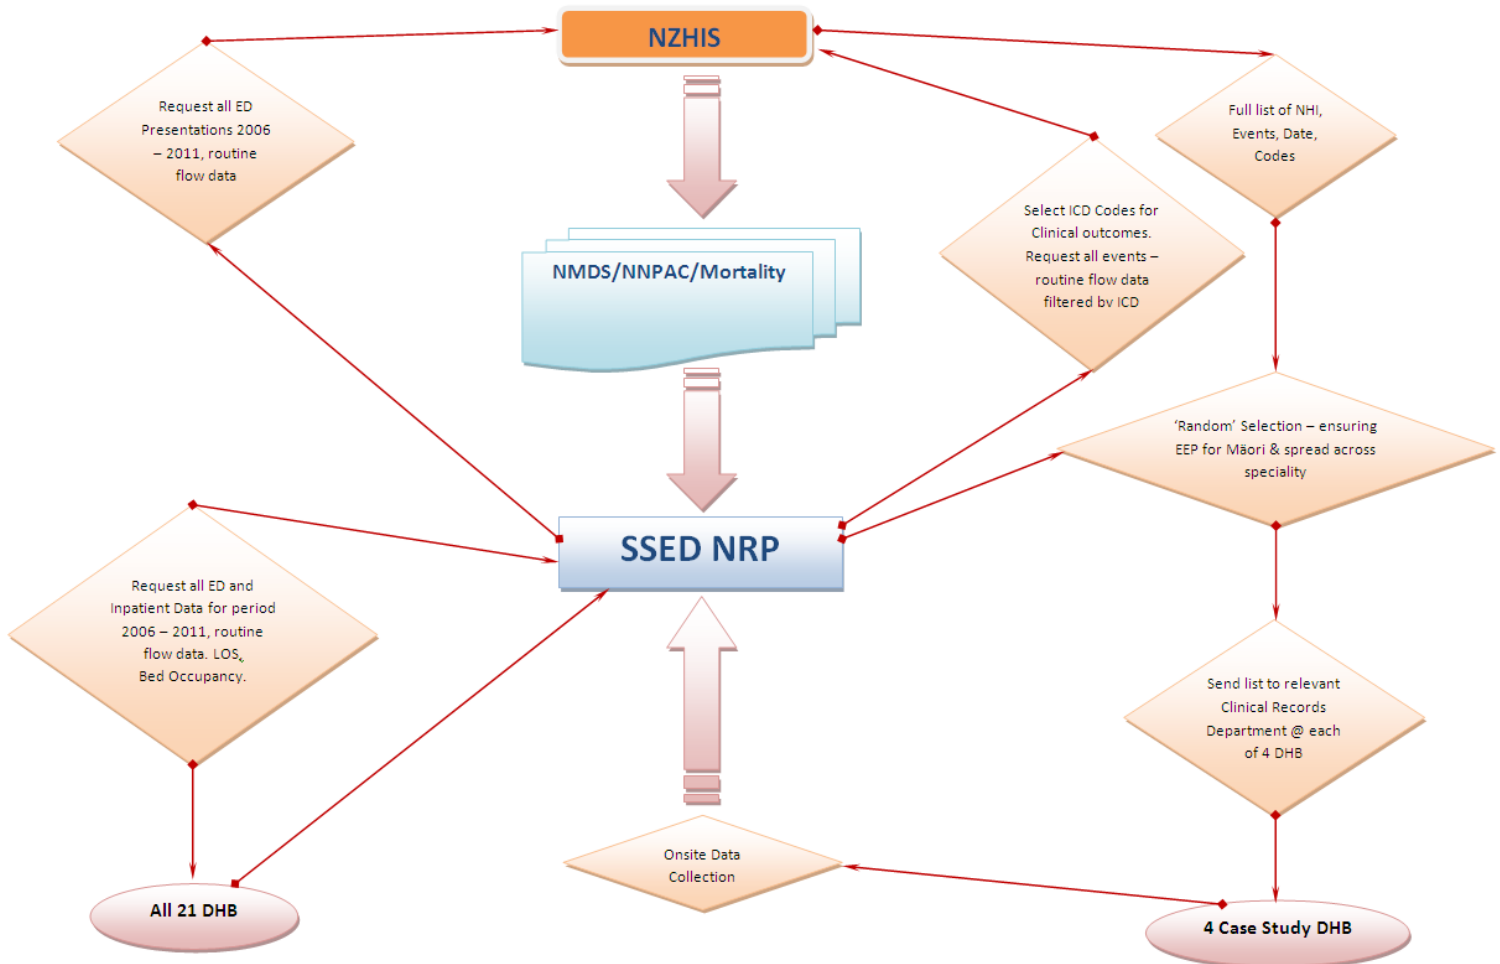 NZHIS
Request all ED
Presentations 2006
– 2011, routine
flow data
Full list of NHI,
Events, Date,
Codes
Select ICD Codes for
Clinical outcomes.
Request all events –
routine flow data
filtered by ICD
NMDS/NNPAC/Mortality
'Random' Selection – ensuring
EEP for Mäori & spread across
speciality
SSED NRP
Request all ED and
Inpatient Data for period
2006 – 2011, routine
flow data. LOS,
Bed Occupancy.
Send list to relevant
Clinical Records
Department @ each
of 4 DHB
Onsite Data
Collection
All 21 DHB
4 Case Study DHB